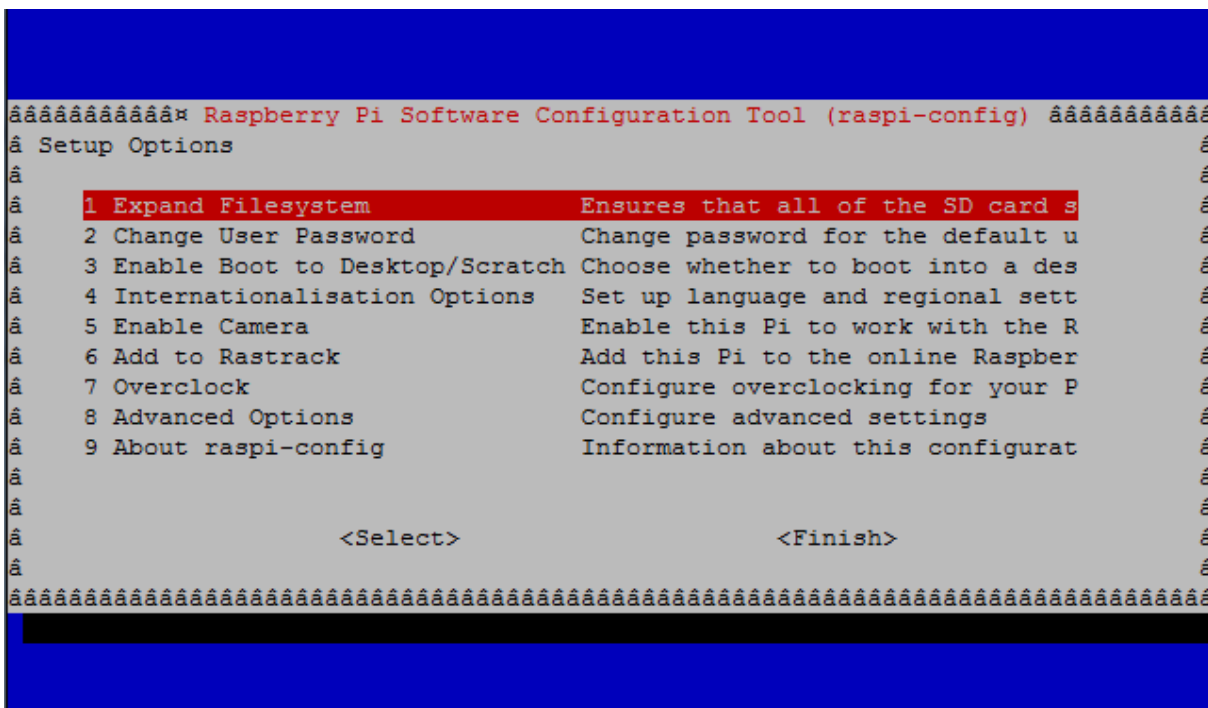 âââââââââââ¤ Raspberry Pi Software Configuration Tool (raspi-config) âââââââââââ
â Setup Options â
â â
â 1 Expand Filesystem Ensures that all of the SD card s â
â 2 Change User Password Change password for the default u â
â 3 Enable Boot to Desktop/Scratch Choose whether to boot into a des â
â 4 Internationalisation Options Set up language and regional sett â
â 5 Enable Camera Enable this Pi to work with the R â
â 6 Add to Rastrack Add this Pi to the online Raspber â
â 7 Overclock Configure overclocking for your P â
â 8 Advanced Options Configure advanced settings â
â 9 About raspi-config Information about this configurat â
â â
â â
â <Select> <Finish> â
â â
ââââââââââââââââââââââââââââââââââââââââââââââââââââââââââââââââââââââââââââââââ